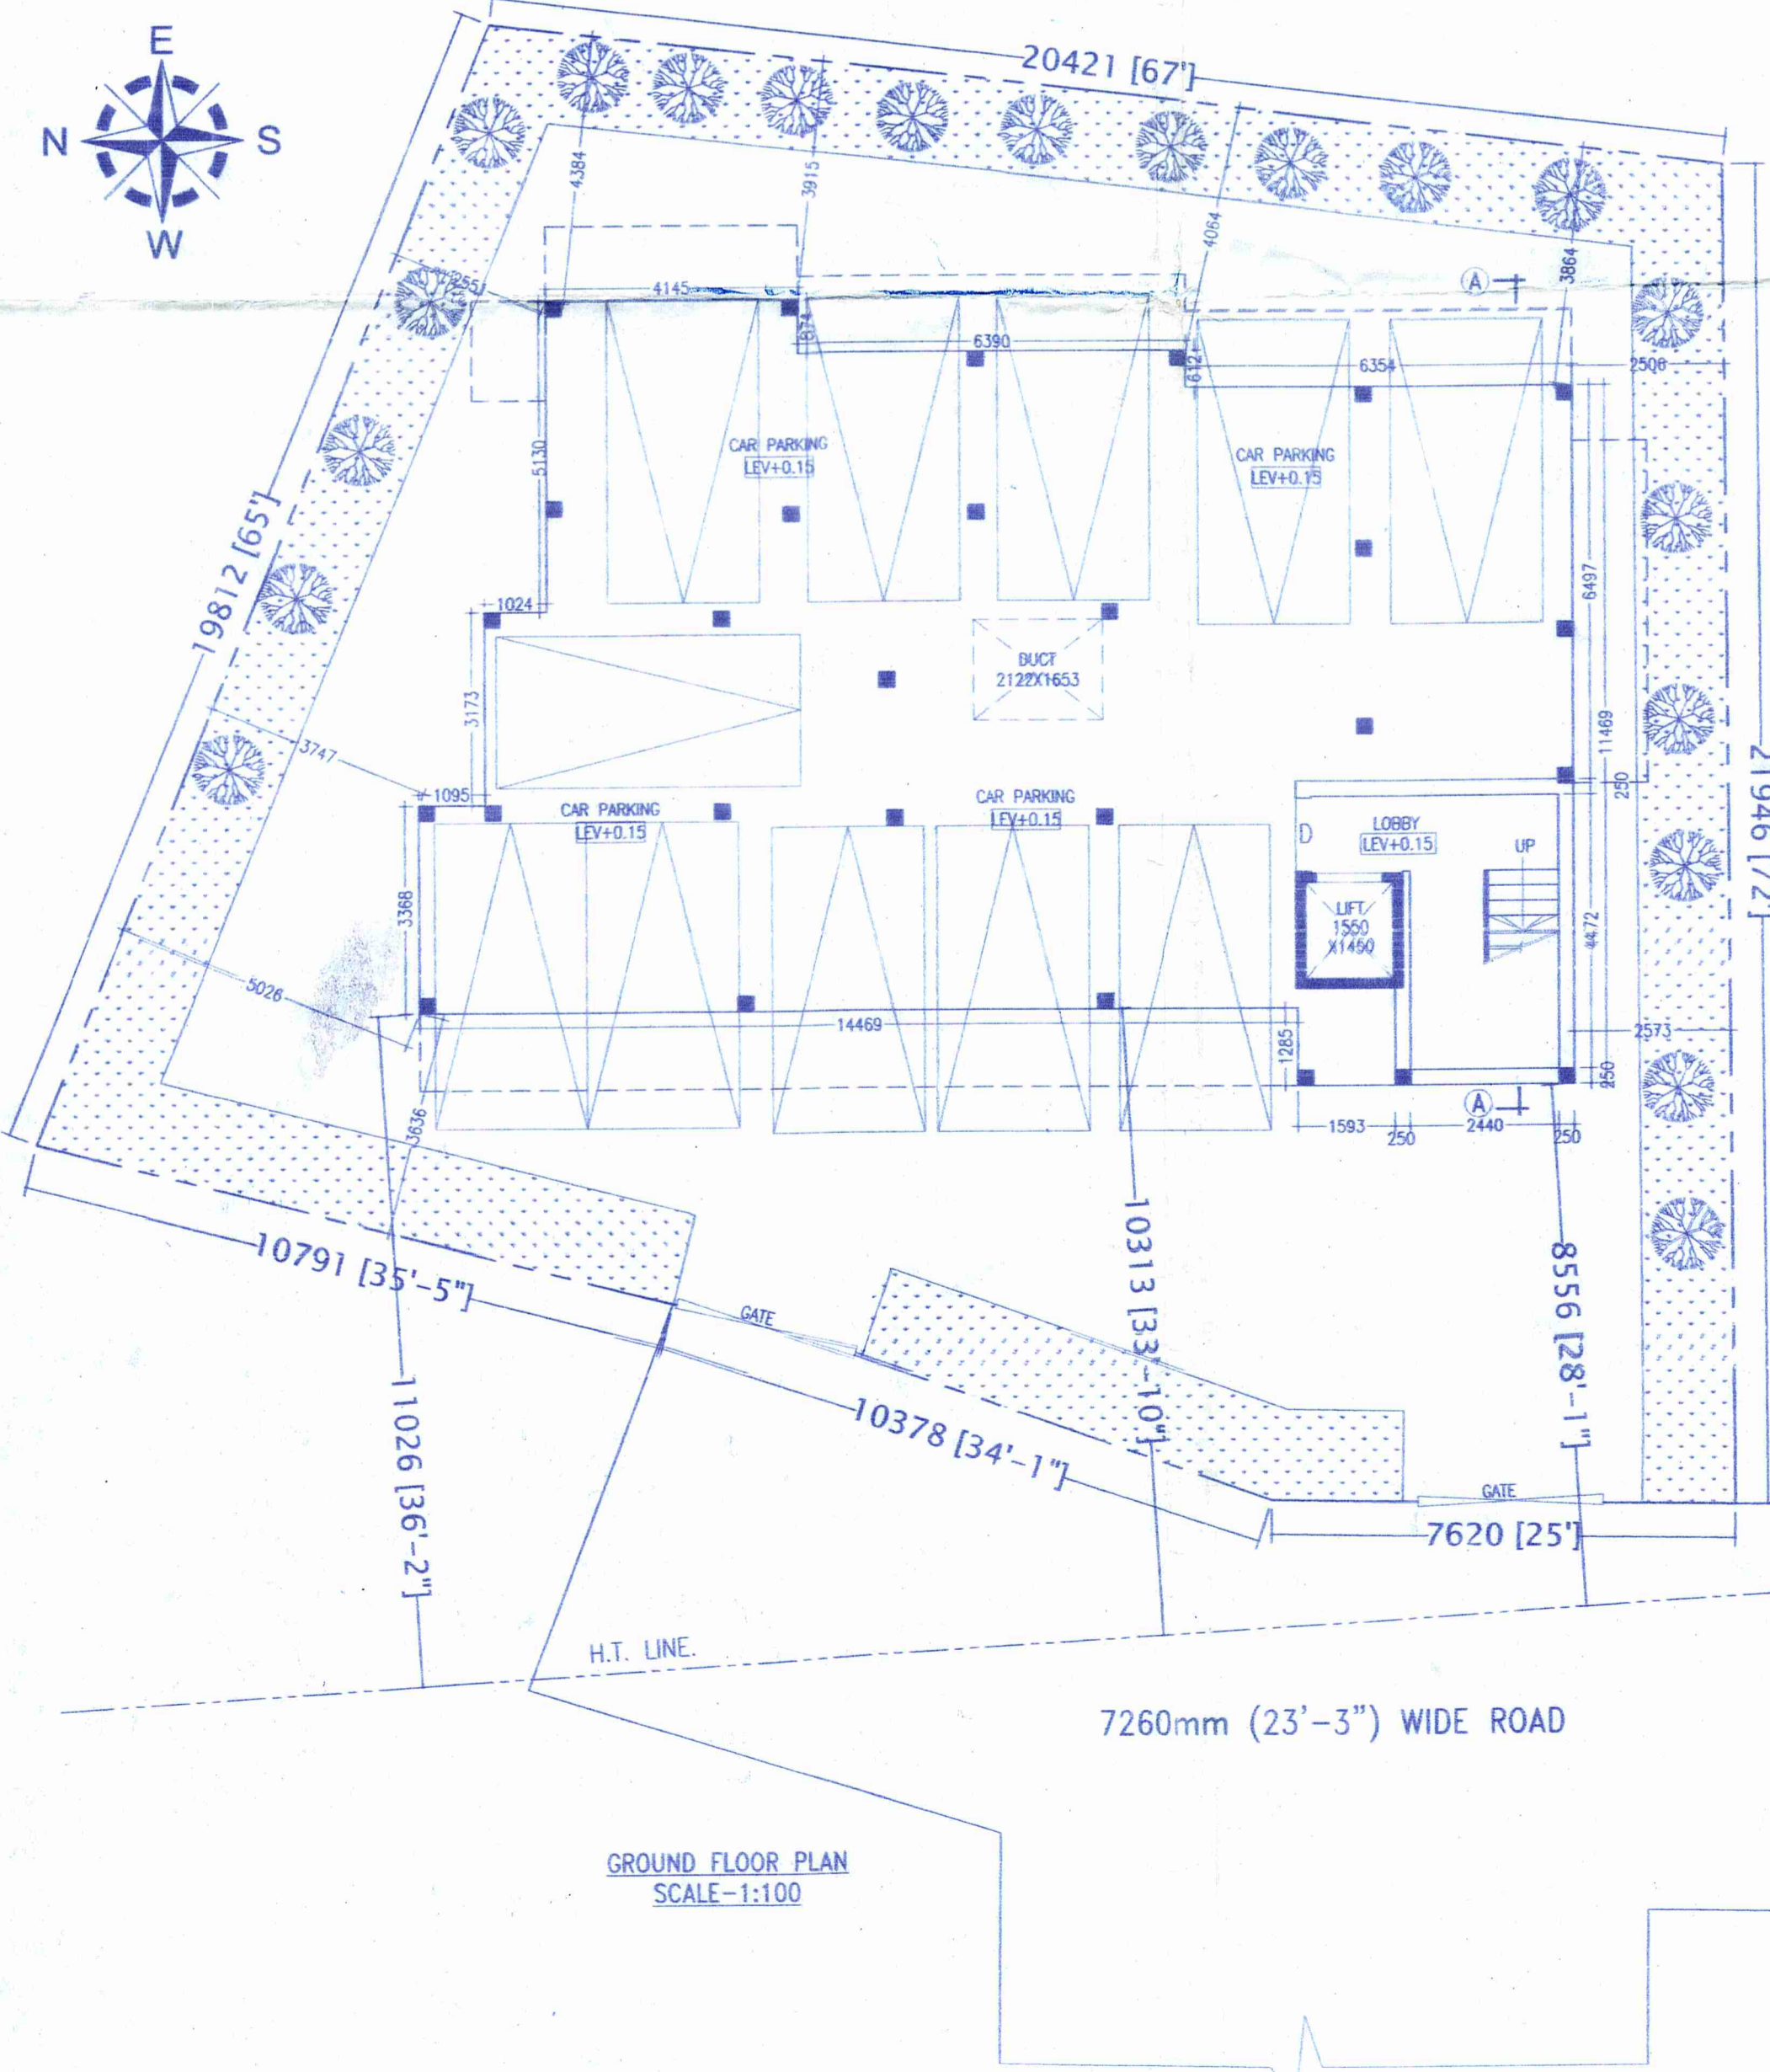 E
N
S
W
20421 [67']
4384
3915
4064
3864
A
4145
874
6390
612
6354
2506
CAR PARKING
LEV+0.15
CAR PARKING
LEV+0.15
5130
19812 [65']
6497
1024
DUCT
2122X1653
3173
11469
3747
250
21946 [72']
1095
CAR PARKING
LEV+0.15
CAR PARKING
LEV+0.15
D
LOBBY
LEV+0.15
UP
3368
LIFT
1550
X1450
4472
5026
14469
1285
2573
250
3636
A
1593
250
2440
250
10791 [35'-5"]
GATE
10313 [33'-10"]
8556 [28'-1"]
11026 [36'-2"]
10378 [34'-1"]
GATE
7620 [25']
H.T. LINE.
7260mm (23'-3") WIDE ROAD
GROUND FLOOR PLAN
SCALE-1:100